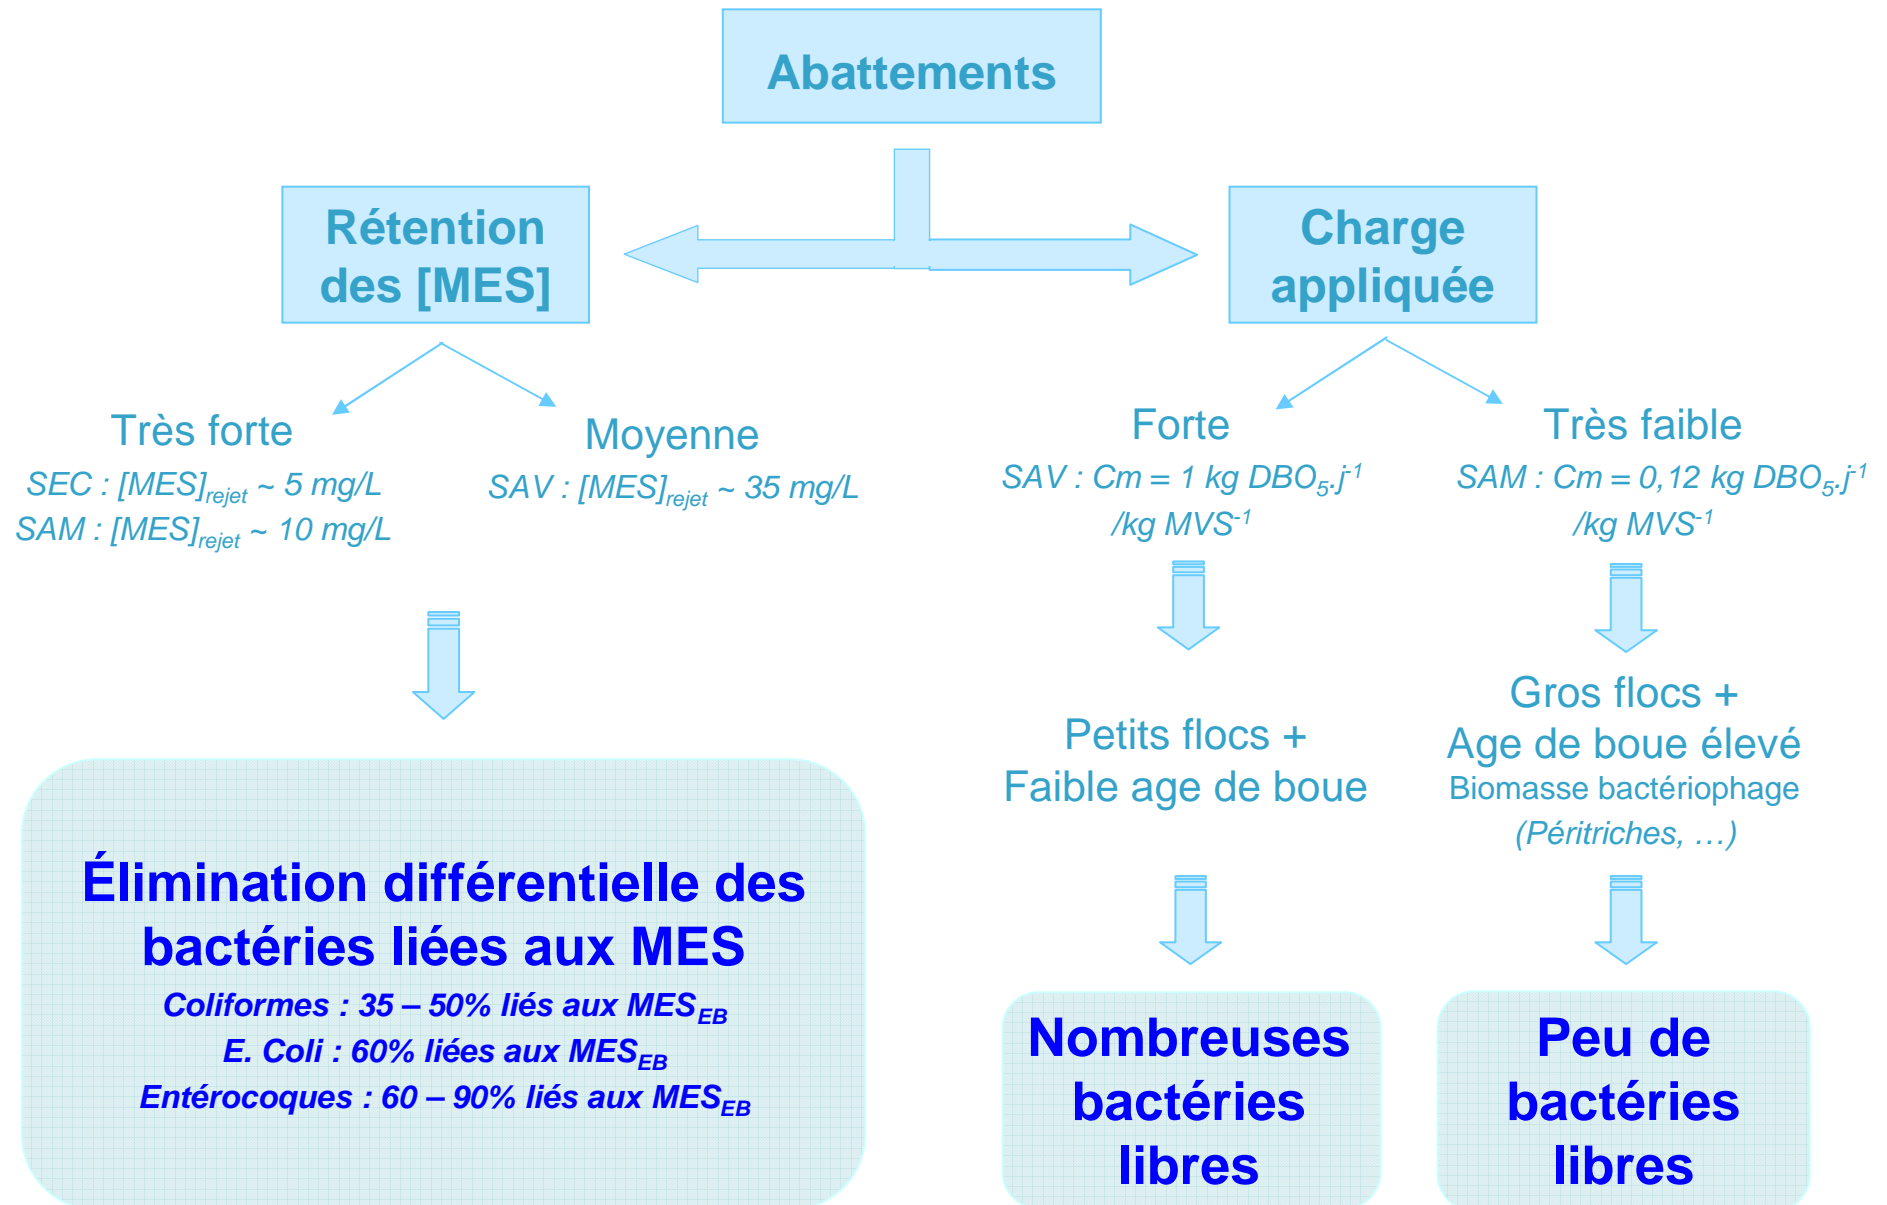 Abattements
Rétention
des [MES]
Charge
appliquée
Très forte
SEC : [MES]rejet ~ 5 mg/L
SAM : [MES]rejet ~ 10 mg/L
Moyenne
SAV : [MES]rejet ~ 35 mg/L
Forte
SAV : Cm = 1 kg DBO5.j-1
/kg MVS-1
Très faible
SAM : Cm = 0,12 kg DBO5.j-1
/kg MVS-1
Petits flocs +
Faible age de boue
Gros flocs +
Age de boue élevé
Biomasse bactériophage
(Péritriches, …)
Élimination différentielle des
bactéries liées aux MES
Coliformes : 35 – 50% liés aux MESEB
E. Coli : 60% liées aux MESEB
Entérocoques : 60 – 90% liés aux MESEB
Nombreuses
bactéries
libres
Peu de
bactéries
libres